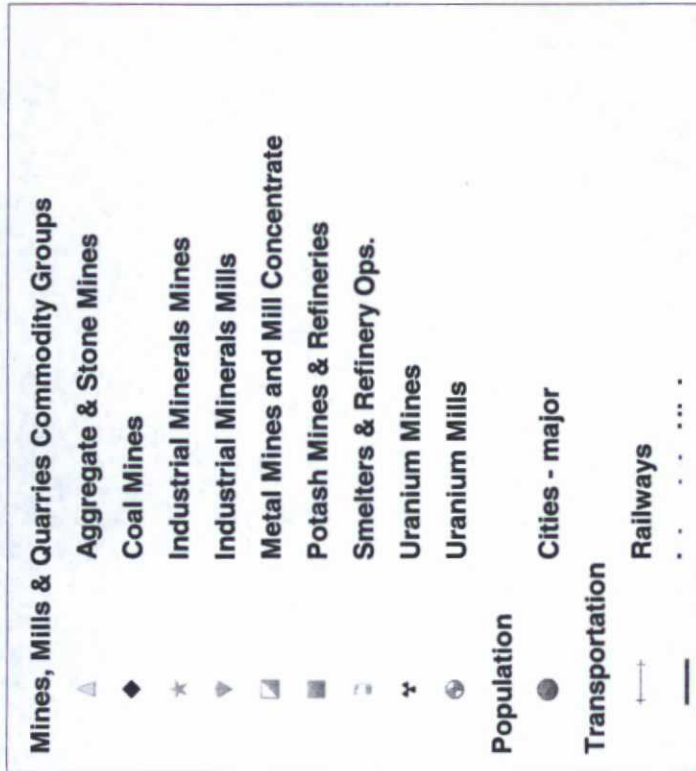 Mines, Mills & Quarries Commodity Groups
Aggregate & Stone Mines
Coal Mines
Industrial Minerals Mines
Industrial Minerals Mills
Metal Mines and Mill Concentrate
Potash Mines & Refineries
Smelters & Refinery Ops.
Uranium Mines
Uranium Mills
Population
Cities - major
Transportation
Railways